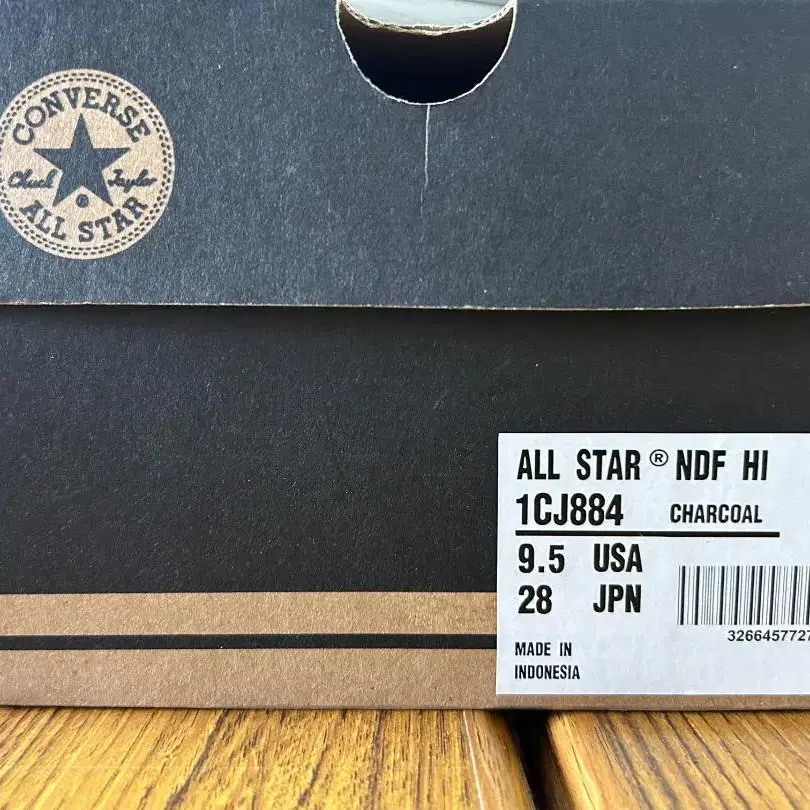 CONVERSE
Chuck Taylor
ALL STAR
ALL STAR® NDF HI
1CJ884 CHARCOAL
9.5 USA
28 JPN
3266457727
MADE IN
INDONESIA